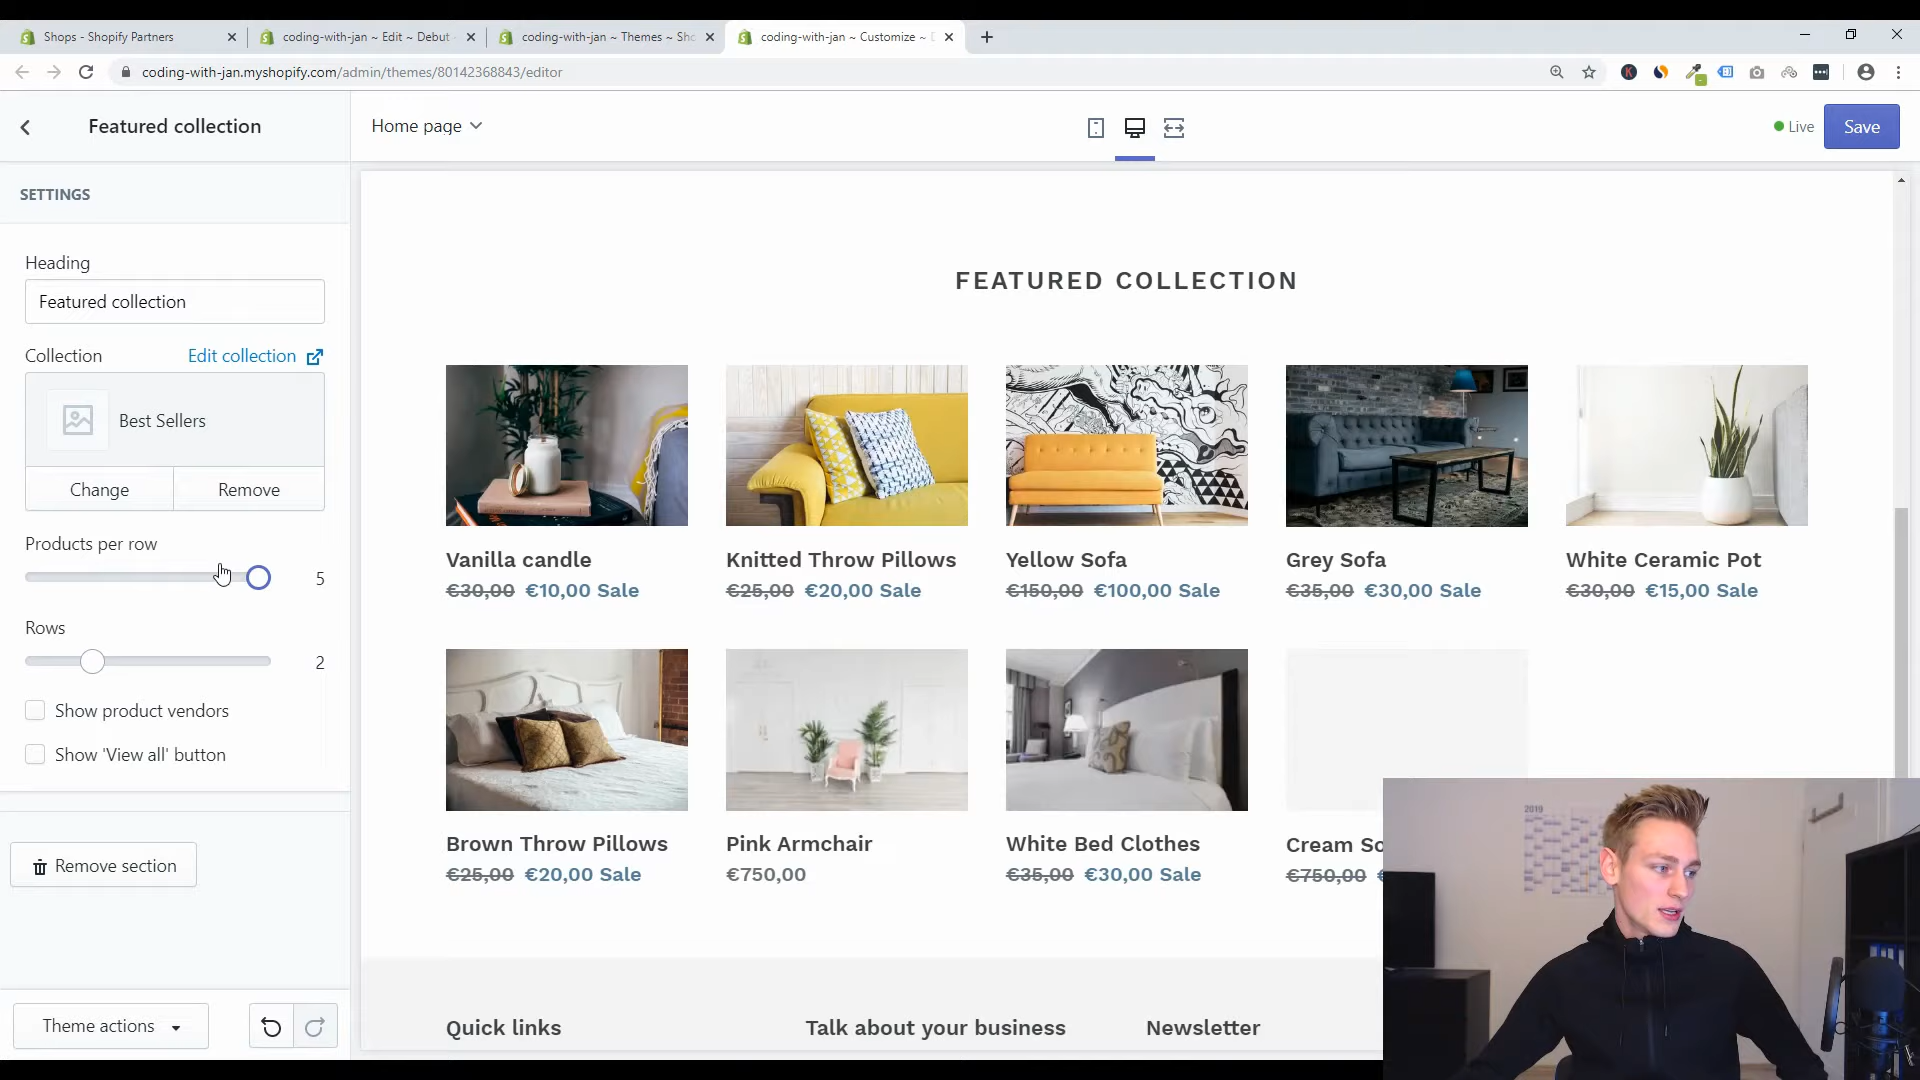 Shops - Shopify Partners
coding-with-jan ~ Edit ~ Debut
coding-with-jan ~ Themes ~ Sho
coding-with-jan ~ Customize ~
coding-with-jan.myshopify.com/admin/themes/80142368843/editor
Featured collection
Home page
Live
Save
SETTINGS
Heading
Featured collection
Collection
Edit collection
Best Sellers
Change
Remove
Products per row
5
Rows
2
Show product vendors
Show 'View all' button
Remove section
Theme actions
FEATURED COLLECTION
Vanilla candle
€30,00 €10,00 Sale
Knitted Throw Pillows
€25,00 €20,00 Sale
Yellow Sofa
€150,00 €100,00 Sale
Grey Sofa
€35,00 €30,00 Sale
White Ceramic Pot
€30,00 €15,00 Sale
Brown Throw Pillows
€25,00 €20,00 Sale
Pink Armchair
€750,00
White Bed Clothes
€35,00 €30,00 Sale
Cream So
€750,00 €
Quick links
Talk about your business
Newsletter
2019